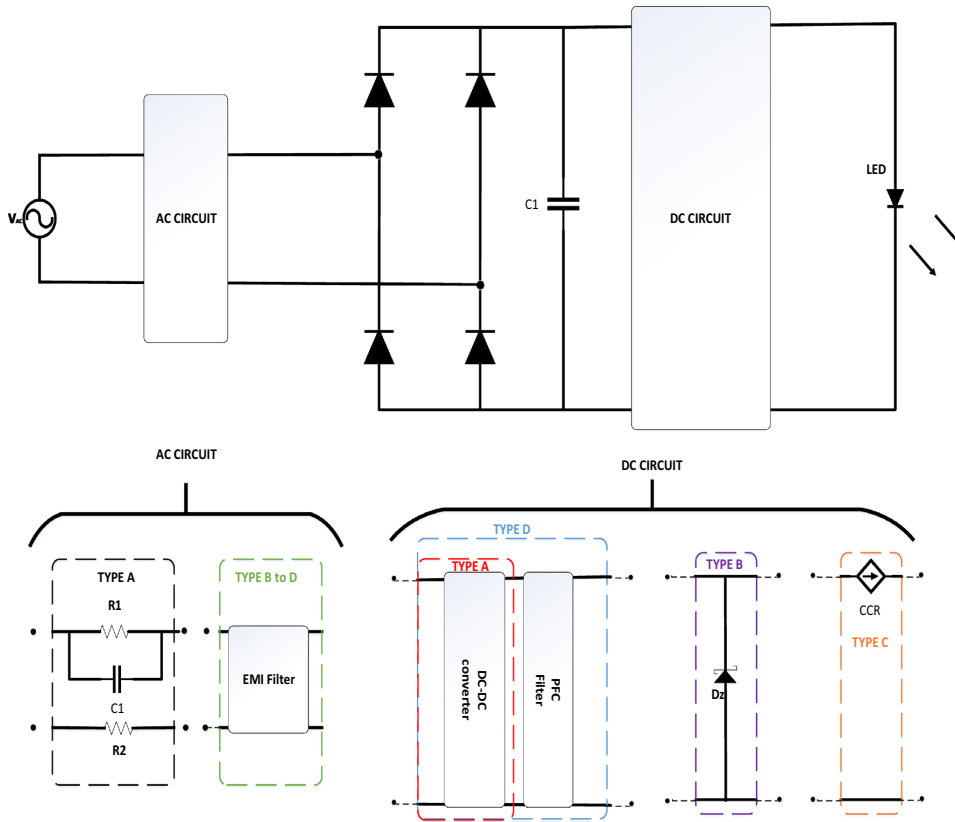 V_AC
AC CIRCUIT
C1
DC CIRCUIT
LED
AC CIRCUIT
DC CIRCUIT
TYPE A
R1
C1
R2
TYPE B to D
EMI Filter
TYPE D
TYPE A
DC-DC
converter
PFC
Filter
TYPE B
Dz
CCR
TYPE C